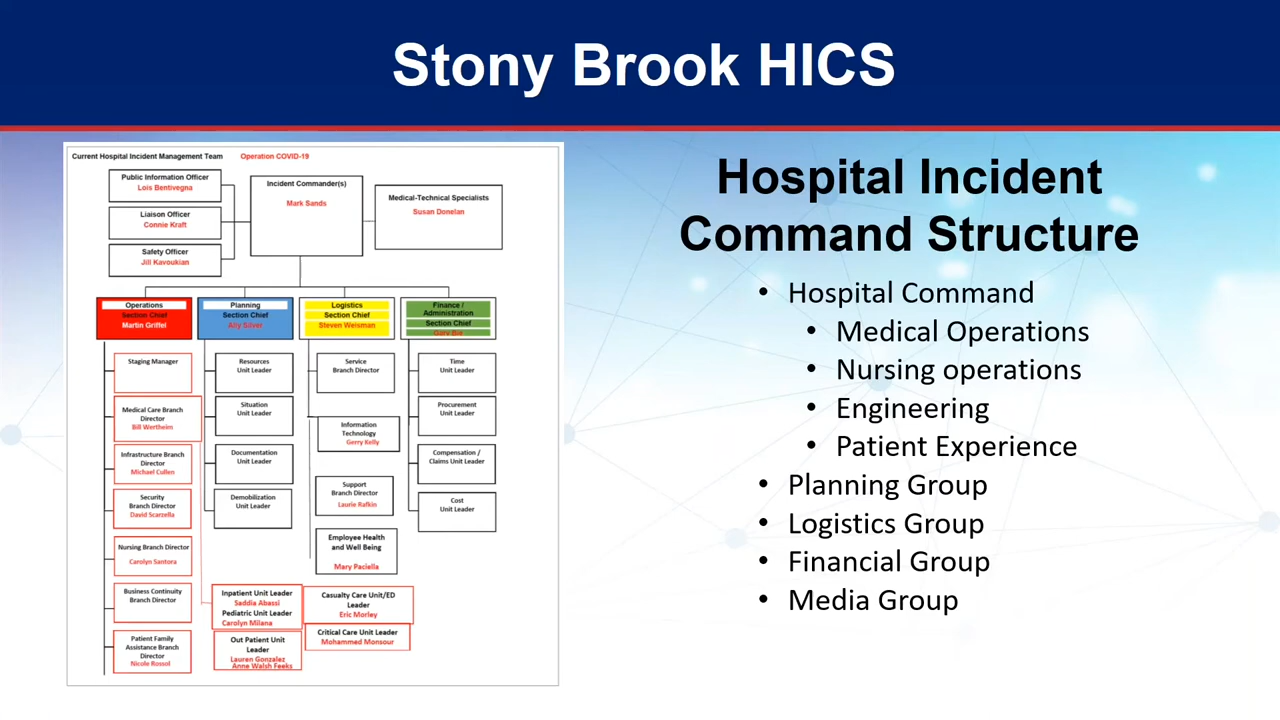 Stony Brook HICS
Current Hospital Incident Management Team Operation COVID-19
Public Information Officer
Lois Bentivegna
Liaison Officer
Connie Kraft
Safety Officer
Jill Kavoukian
Incident Commander(s)
Mark Sands
Medical-Technical Specialists
Susan Donelan
Operations
Section Chief
Martin Griffel
Planning
Section Chief
Ally Silver
Logistics
Section Chief
Steven Weisman
Finance /
Administration
Section Chief
Staging Manager
Medical Care Branch
Director
Bill Wertheim
Infrastructure Branch
Director
Michael Cullen
Security
Branch Director
David Scarzella
Nursing Branch Director
Carolyn Santora
Business Continuity
Branch Director
Patient Family
Assistance Branch
Director
Nicole Rossol
Resources
Unit Leader
Situation
Unit Leader
Documentation
Unit Leader
Demobilization
Unit Leader
Inpatient Unit Leader
Saddia Abassi
Pediatric Unit Leader
Carolyn Milana
Out Patient Unit
Leader
Lauren Gonzalez
Anne Walsh Feeks
Service
Branch Director
Information
Technology
Gerry Kelly
Support
Branch Director
Laurie Rafkin
Employee Health
and Well Being
Mary Paciella
Casualty Care Unit/ED
Leader
Eric Morley
Critical Care Unit Leader
Mohammed Monsour
Time
Unit Leader
Procurement
Unit Leader
Compensation /
Claims Unit Leader
Cost
Unit Leader
Hospital Incident
Command Structure
• Hospital Command
• Medical Operations
• Nursing operations
• Engineering
• Patient Experience
• Planning Group
• Logistics Group
• Financial Group
• Media Group